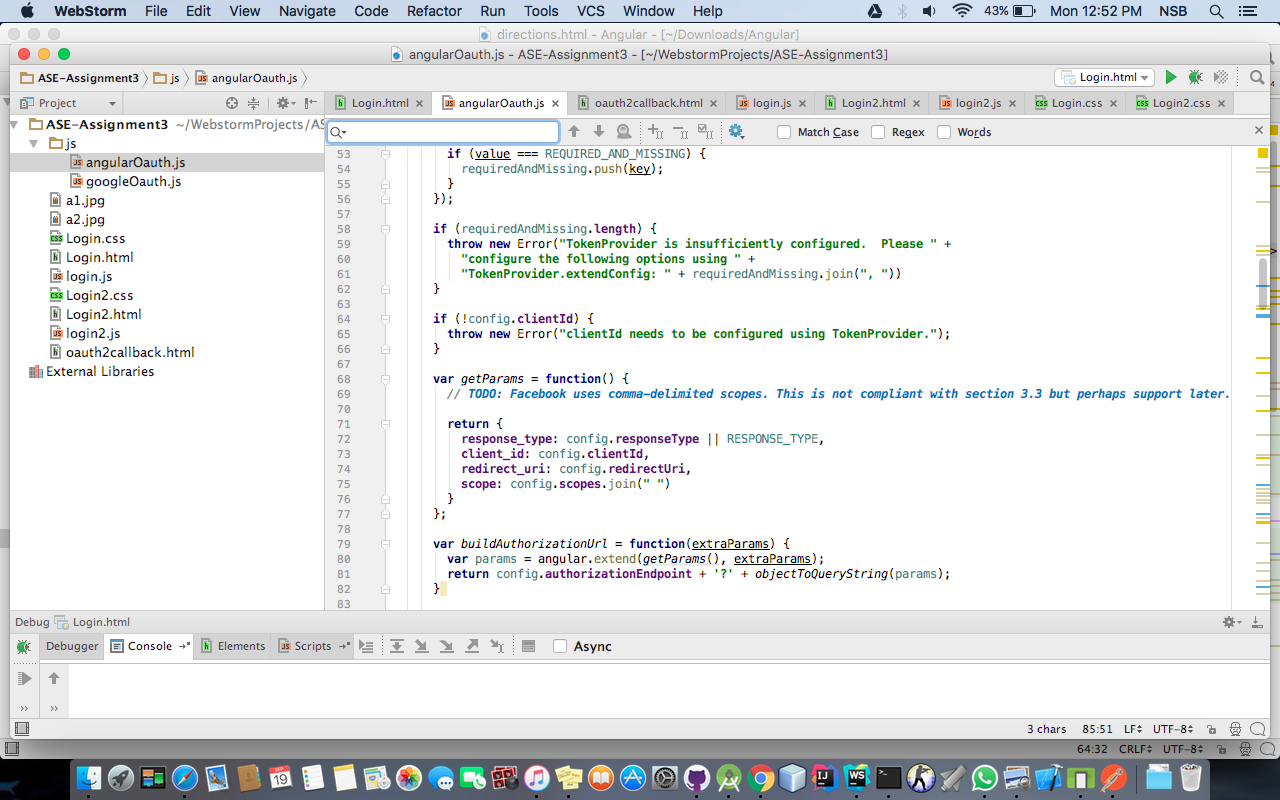 WebStorm File Edit View Navigate Code Refactor Run Tools VCS Window Help 43% Mon 12:52 PM NSB
directions.html - Angular - [~/Downloads/Angular]
angularOauth.js - ASE-Assignment3 - [~/WebstormProjects/ASE-Assignment3]
ASE-Assignment3 js angularOauth.js Login.html
Project Login.html angularOauth.js oauth2callback.html login.js Login2.html login2.js Login.css Login2.css
ASE-Assignment3 ~/WebstormProjects/AS
Match Case Regex Words
js
angularOauth.js
googleOauth.js
a1.jpg
a2.jpg
Login.css
Login.html
login.js
Login2.css
Login2.html
login2.js
oauth2callback.html
External Libraries
53 if (value === REQUIRED_AND_MISSING) {
54 requiredAndMissing.push(key);
55 }
56 });
57
58 if (requiredAndMissing.length) {
59 throw new Error("TokenProvider is insufficiently configured.  Please " +
60 "configure the following options using " +
61 "TokenProvider.extendConfig: " + requiredAndMissing.join(", "))
62 }
63
64 if (!config.clientId) {
65 throw new Error("clientId needs to be configured using TokenProvider.");
66 }
67
68 var getParams = function() {
69 // TODO: Facebook uses comma-delimited scopes. This is not compliant with section 3.3 but perhaps support later.
70
71 return {
72 response_type: config.responseType || RESPONSE_TYPE,
73 client_id: config.clientId,
74 redirect_uri: config.redirectUri,
75 scope: config.scopes.join(" ")
76 }
77 };
78
79 var buildAuthorizationUrl = function(extraParams) {
80 var params = angular.extend(getParams(), extraParams);
81 return config.authorizationEndpoint + '?' + objectToQueryString(params);
82 }
83
Debug Login.html
Debugger Console Elements Scripts Async
3 chars 85:51 LF UTF-8
64:32 CRLF UTF-8
SEP
19
IJ
WS